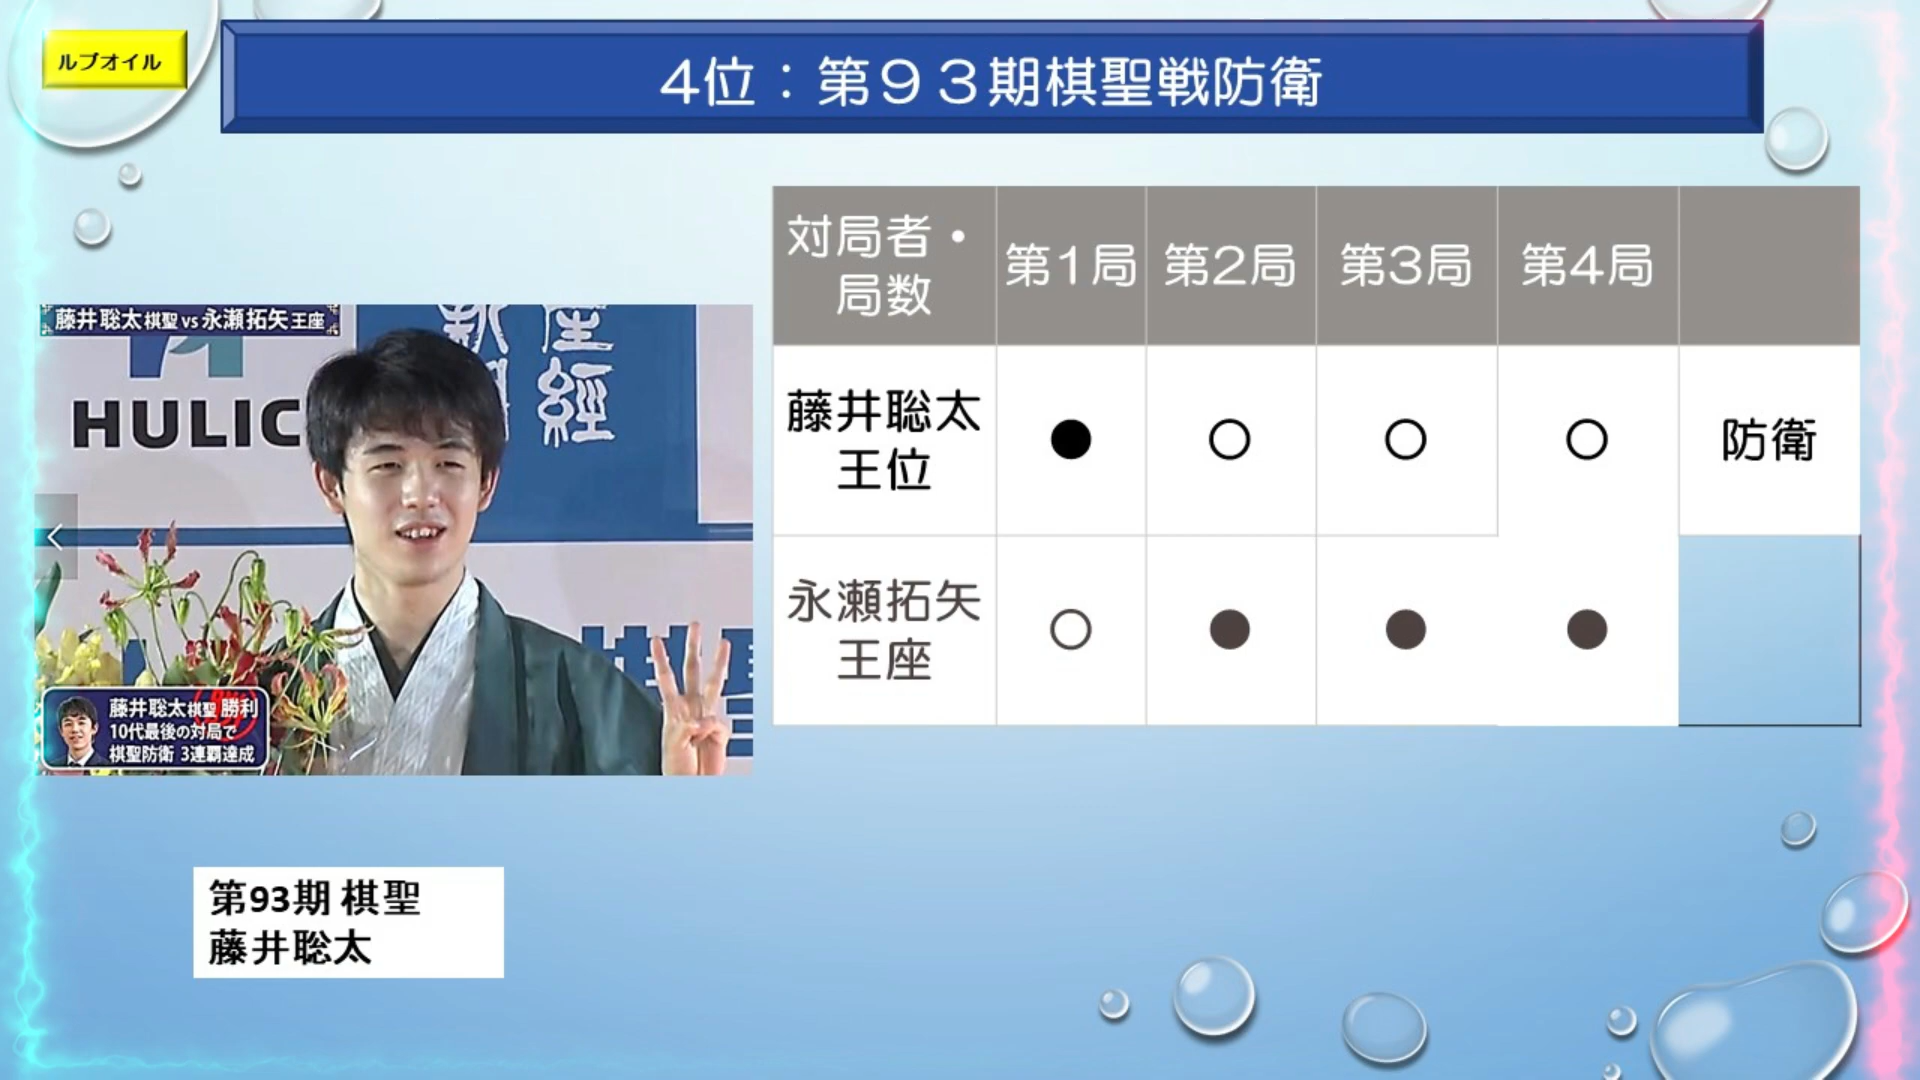 ルブオイル
4位：第93期棋聖戦防衛
対局者・
局数
第1局
第2局
第3局
第4局
藤井聡太
王位
●
○
○
○
防衛
永瀬拓矢
王座
○
●
●
●
藤井聡太棋聖 vs 永瀬拓矢王座
HULIC
産経
藤井聡太棋聖 勝利
10代最後の対局で
棋聖防衛 3連覇達成
第93期 棋聖
藤井聡太